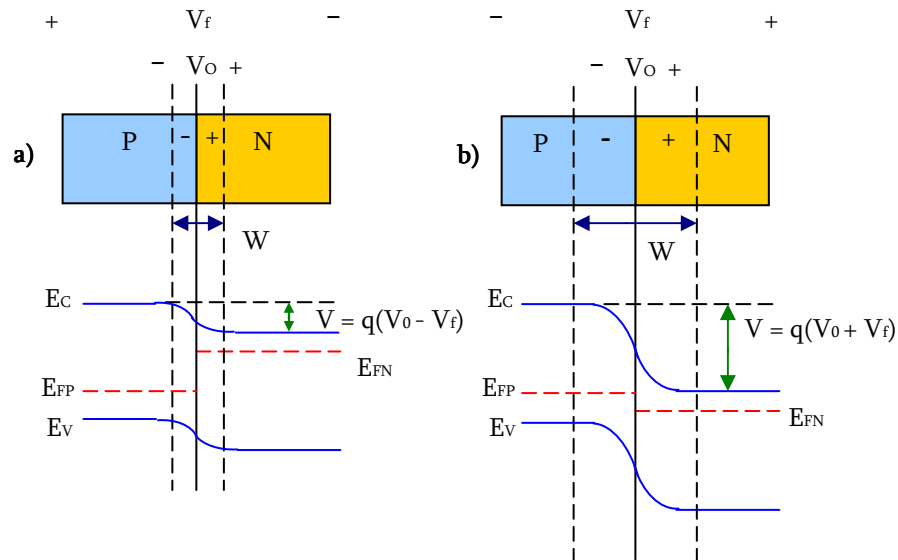 + Vf −
− VO +
a) P - + N
W
EC
V = q(V0 - Vf)
EFN
EFP
EV
− Vf +
− VO +
b) P - + N
W
EC
V = q(V0 + Vf)
EFP
EFN
EV